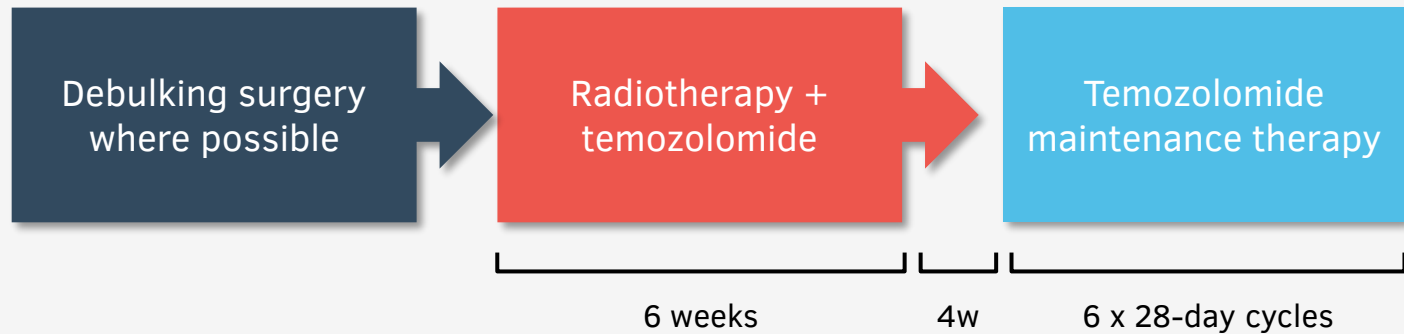 Debulking surgery
where possible
Radiotherapy +
temozolomide
Temozolomide
maintenance therapy
6 weeks
4w
6 x 28-day cycles